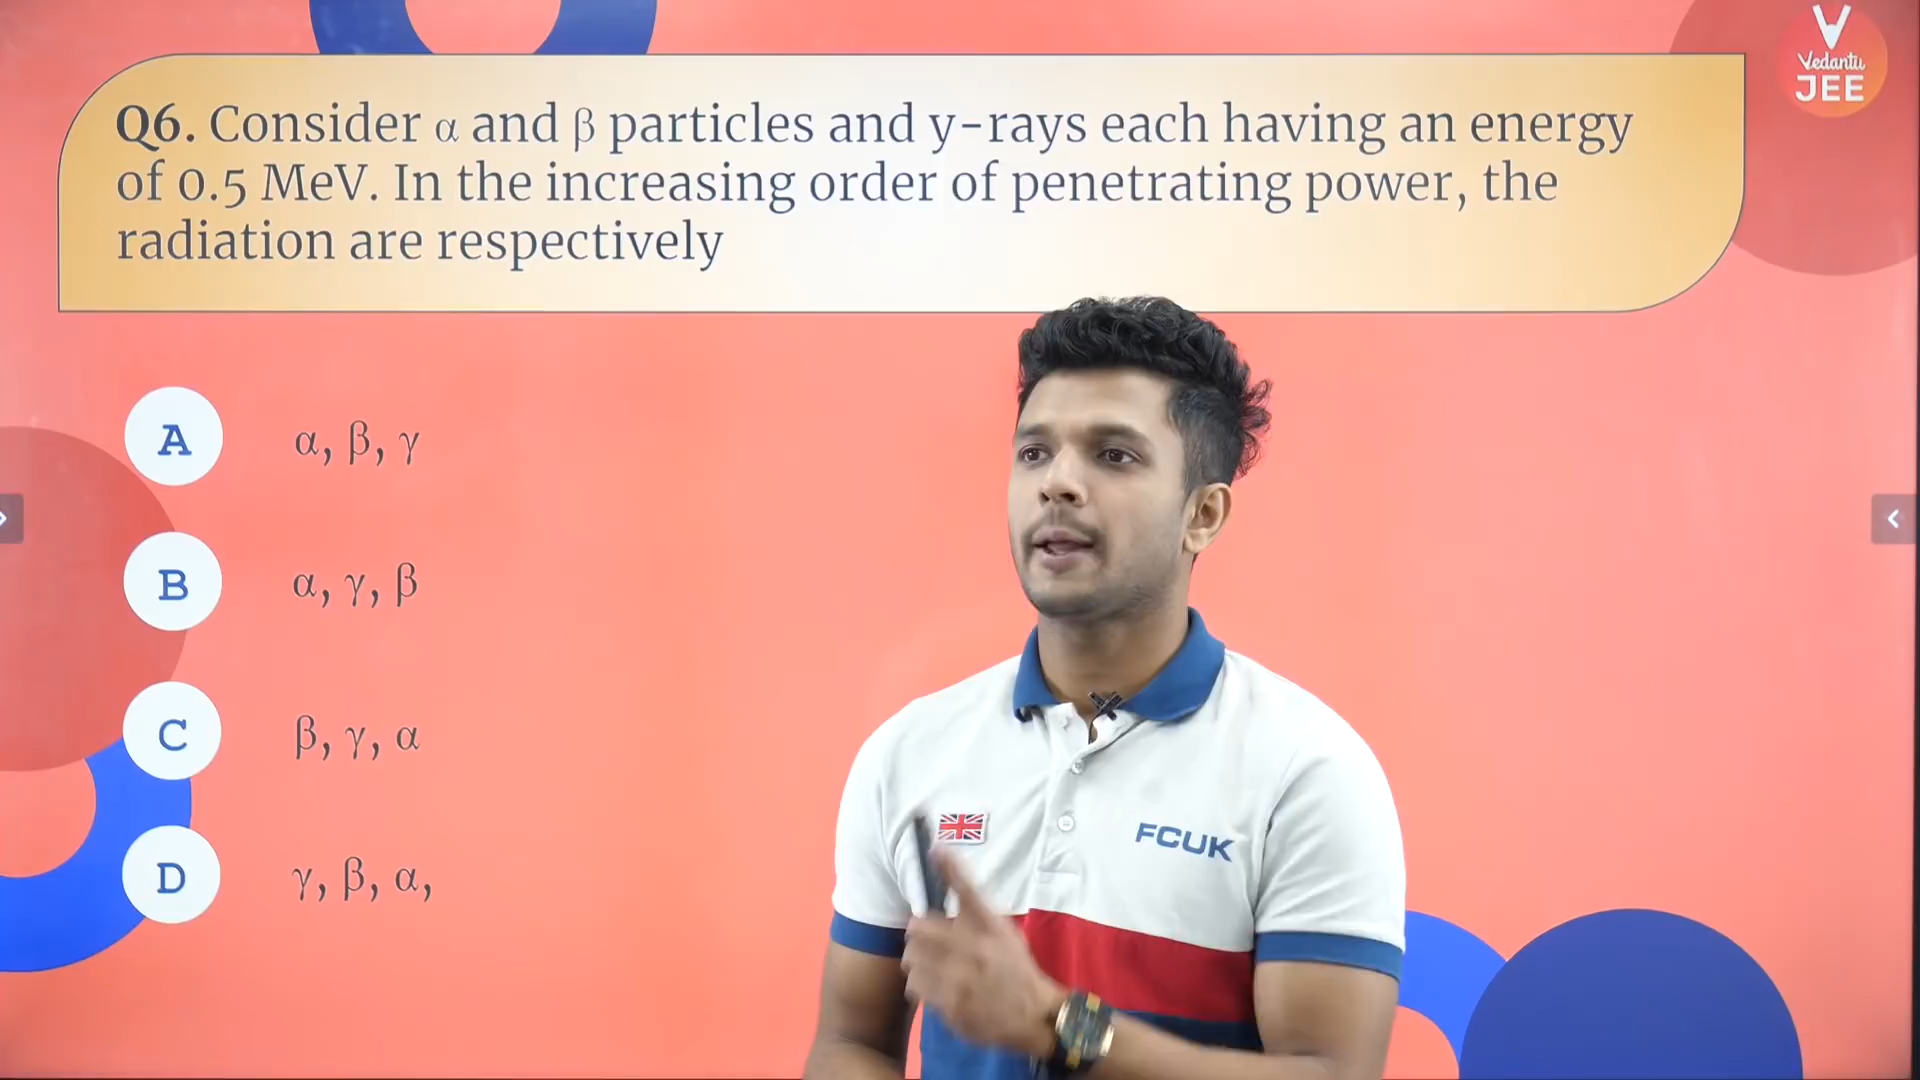 Vedantu
JEE
Q6. Consider α and β particles and y-rays each having an energy
of 0.5 MeV. In the increasing order of penetrating power, the
radiation are respectively
A α, β, γ
B α, γ, β
C β, γ, α
D γ, β, α,
FCUK